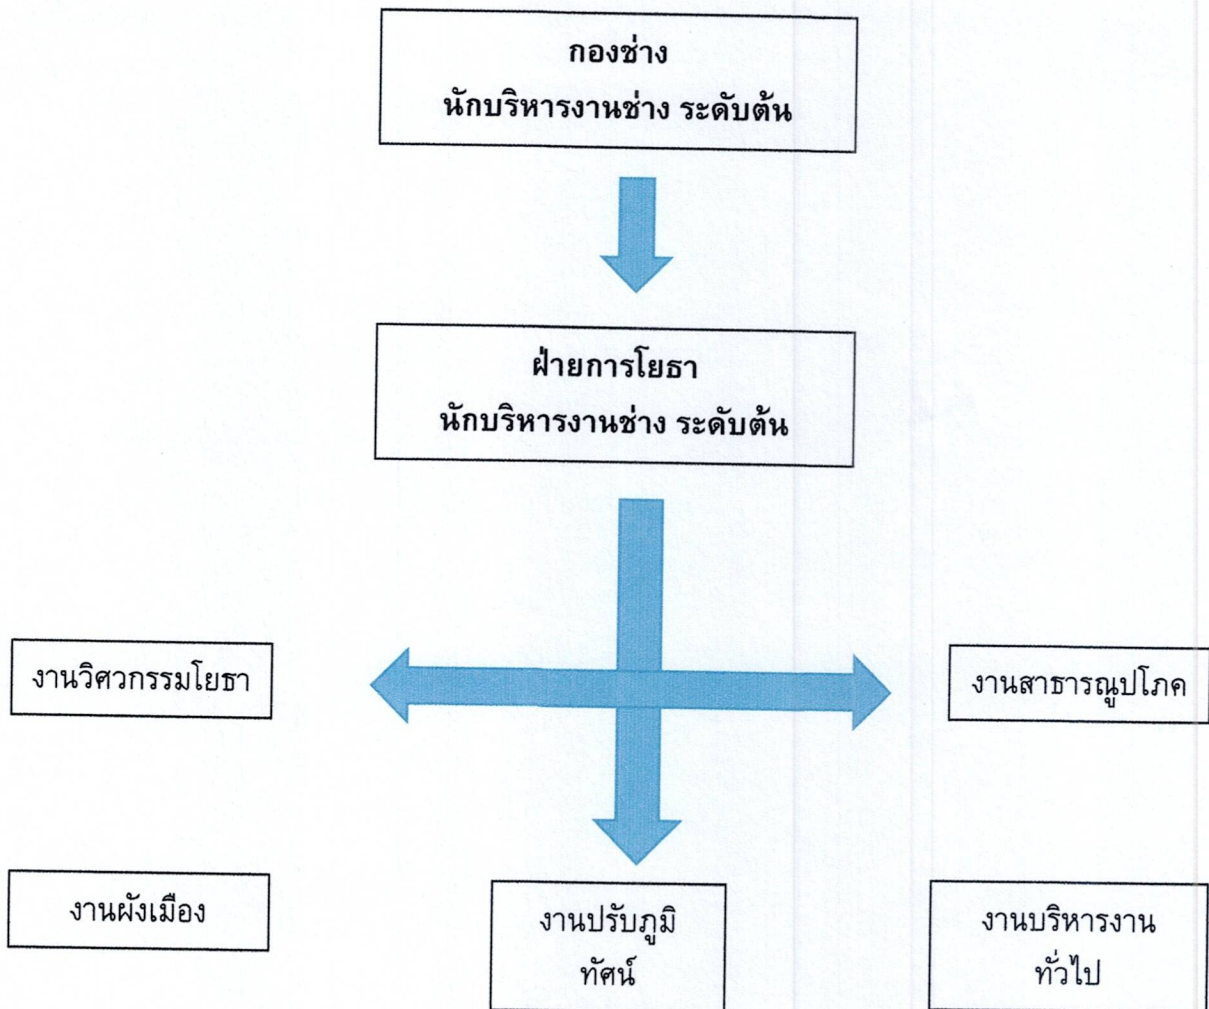 กองช่าง
นักบริหารงานช่าง ระดับต้น
ฝ่ายการโยธา
นักบริหารงานช่าง ระดับต้น
งานวิศวกรรมโยธา
งานสาธารณูปโภค
งานผังเมือง
งานปรับภูมิ
ทัศน์
งานบริหารงาน
ทั่วไป